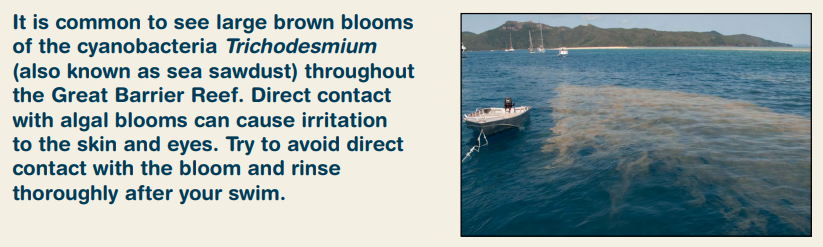 It is common to see large brown blooms
of the cyanobacteria Trichodesmium
(also known as sea sawdust) throughout
the Great Barrier Reef. Direct contact
with algal blooms can cause irritation
to the skin and eyes. Try to avoid direct
contact with the bloom and rinse
thoroughly after your swim.